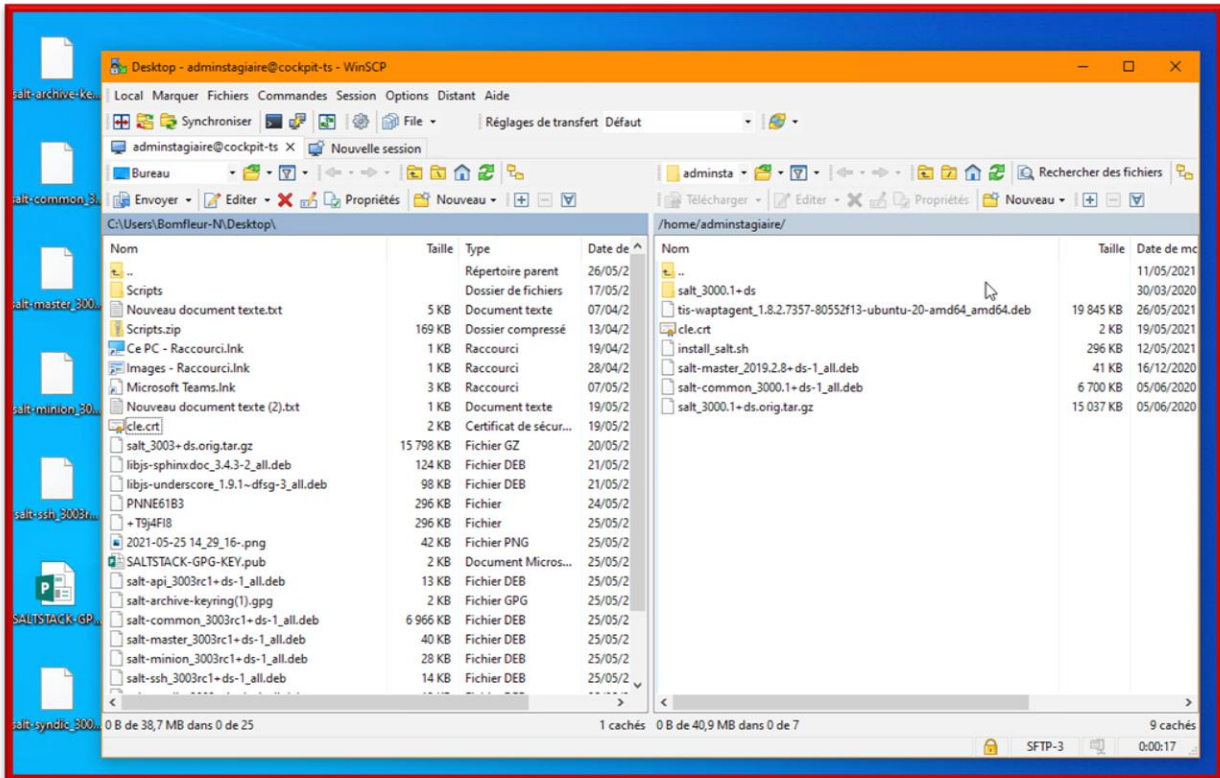 salt-archive-ke...
salt-common_3...
salt-master_300...
salt-minion_30...
salt-ssh_3003r...
SALTSTACK-GP...
salt-syndic_300...
Desktop - adminstagiaire@cockpit-ts - WinSCP
Local Marquer Fichiers Commandes Session Options Distant Aide
Synchroniser File Réglages de transfert Défaut
adminstagiaire@cockpit-ts X Nouvelle session
Bureau
Envoyer Editer Propriétés Nouveau
C:\Users\Bomfleur-N\Desktop\
Nom Taille Type Date de
.. Répertoire parent 26/05/2
Scripts Dossier de fichiers 17/05/2
Nouveau document texte.txt 5 KB Document texte 07/04/2
Scripts.zip 169 KB Dossier compressé 13/04/2
Ce PC - Raccourci.lnk 1 KB Raccourci 19/04/2
Images - Raccourci.lnk 1 KB Raccourci 28/04/2
Microsoft Teams.lnk 3 KB Raccourci 07/05/2
Nouveau document texte (2).txt 1 KB Document texte 19/05/2
cle.crt 2 KB Certificat de sécur... 19/05/2
salt_3003+ds.orig.tar.gz 15 798 KB Fichier GZ 20/05/2
libjs-sphinxdoc_3.4.3-2_all.deb 124 KB Fichier DEB 21/05/2
libjs-underscore_1.9.1~dfsg-3_all.deb 98 KB Fichier DEB 21/05/2
PNNE61B3 296 KB Fichier 24/05/2
+T9j4FI8 296 KB Fichier 25/05/2
2021-05-25 14_29_16-.png 42 KB Fichier PNG 25/05/2
SALTSTACK-GPG-KEY.pub 2 KB Document Micros... 25/05/2
salt-api_3003rc1+ds-1_all.deb 13 KB Fichier DEB 25/05/2
salt-archive-keyring(1).gpg 2 KB Fichier GPG 25/05/2
salt-common_3003rc1+ds-1_all.deb 6 966 KB Fichier DEB 25/05/2
salt-master_3003rc1+ds-1_all.deb 40 KB Fichier DEB 25/05/2
salt-minion_3003rc1+ds-1_all.deb 28 KB Fichier DEB 25/05/2
salt-ssh_3003rc1+ds-1_all.deb 14 KB Fichier DEB 25/05/2
0 B de 38,7 MB dans 0 de 25 1 cachés
adminsta Rechercher des fichiers
Télécharger Editer Propriétés Nouveau
/home/adminstagiaire/
Nom Taille Date de mc
.. 11/05/2021
salt_3000.1+ds 30/03/2020
tis-waptagent_1.8.2.7357-80552f13-ubuntu-20-amd64_amd64.deb 19 845 KB 26/05/2021
cle.crt 2 KB 19/05/2021
install_salt.sh 296 KB 12/05/2021
salt-master_2019.2.8+ds-1_all.deb 41 KB 16/12/2020
salt-common_3000.1+ds-1_all.deb 6 700 KB 05/06/2020
salt_3000.1+ds.orig.tar.gz 15 037 KB 05/06/2020
0 B de 40,9 MB dans 0 de 7 9 cachés
SFTP-3 0:00:17